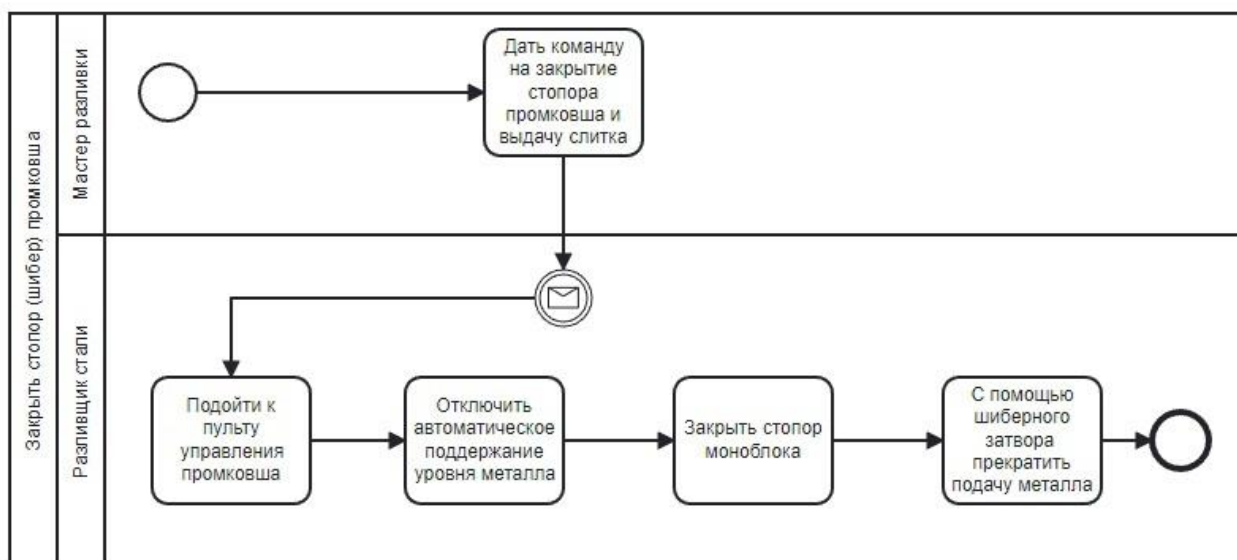 Закрыть стопор (шибер) промковша
Мастер разливки
Дать команду
на закрытие
стопора
промковша и
выдачу слитка
Разливщик стали
Подойти к
пульту
управления
промковша
Отключить
автоматическое
поддержание
уровня металла
Закрыть стопор
моноблока
С помощью
шиберного
затвора
прекратить
подачу металла